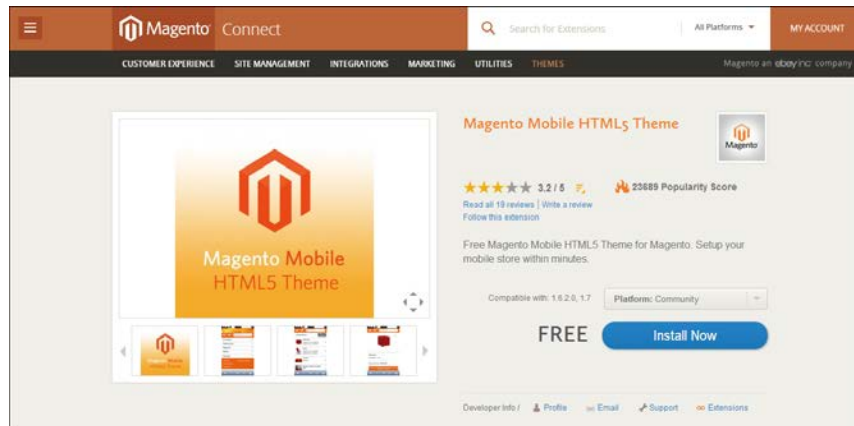 Magento Connect
Search for Extensions
All Platforms
MY ACCOUNT
CUSTOMER EXPERIENCE SITE MANAGEMENT INTEGRATIONS MARKETING UTILITIES THEMES
Magento an ebay inc company
Magento Mobile
HTML5 Theme
Magento Mobile HTML5 Theme
Magento
3.2 / 5
23689 Popularity Score
Read all 19 reviews | Write a review
Follow this extension
Free Magento Mobile HTML5 Theme for Magento. Setup your
mobile store within minutes.
Compatible with: 1.6.2.0, 1.7
Platform: Community
FREE
Install Now
Developer Info / Profile Email Support Extensions